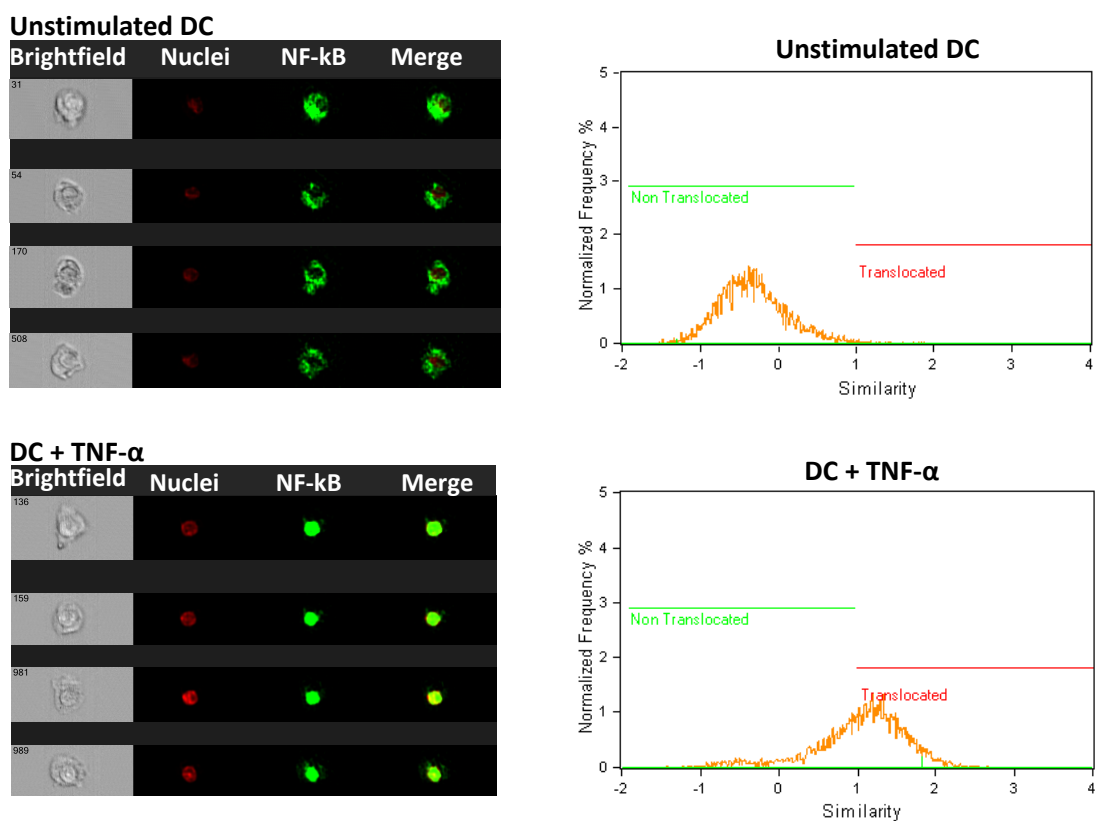 Unstimulated DC
Brightfield Nuclei NF-kB Merge
31
54
170
508
Unstimulated DC
5
4
3
2
1
0
Normalized Frequency %
Non Translocated
Translocated
-2 -1 0 1 2 3 4
Similarity
DC + TNF-α
Brightfield Nuclei NF-kB Merge
136
159
981
989
DC + TNF-α
5
4
3
2
1
0
Normalized Frequency %
Non Translocated
Translocated
-2 -1 0 1 2 3 4
Similarity